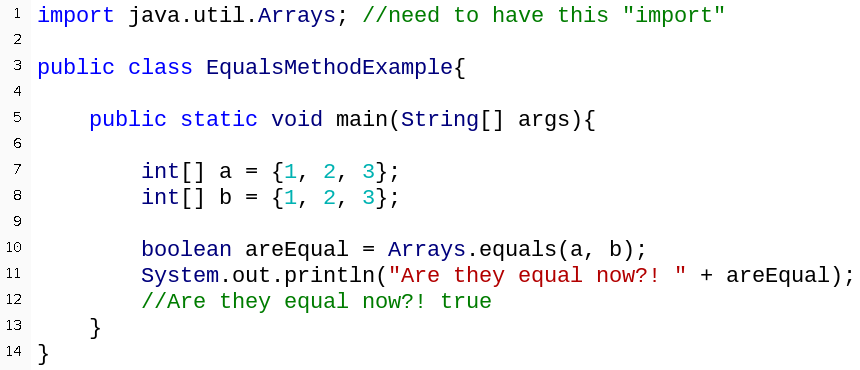 1 import java.util.Arrays; //need to have this "import"
2
3 public class EqualsMethodExample{
4
5     public static void main(String[] args){
6
7         int[] a = {1, 2, 3};
8         int[] b = {1, 2, 3};
9
10         boolean areEqual = Arrays.equals(a, b);
11         System.out.println("Are they equal now?! " + areEqual);
12         //Are they equal now?! true
13     }
14 }